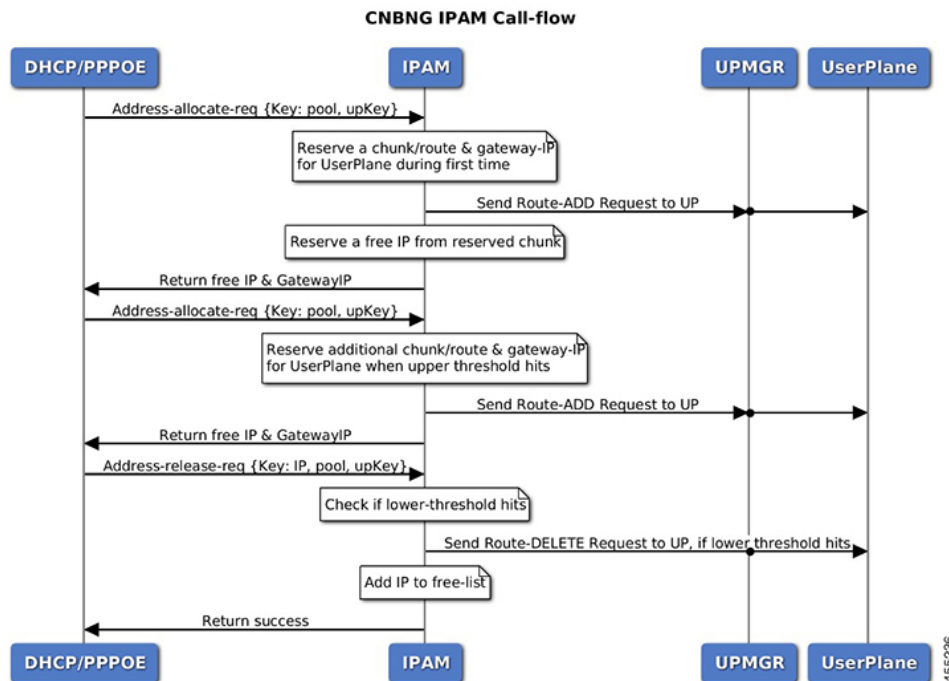 CNBNG IPAM Call-flow
DHCP/PPPOE IPAM UPMGR UserPlane
Address-allocate-req {Key: pool, upKey}
Reserve a chunk/route & gateway-IP
for UserPlane during first time
Send Route-ADD Request to UP
Reserve a free IP from reserved chunk
Return free IP & GatewayIP
Address-allocate-req {Key: pool, upKey}
Reserve additional chunk/route & gateway-IP
for UserPlane when upper threshold hits
Send Route-ADD Request to UP
Return free IP & GatewayIP
Address-release-req {Key: IP, pool, upKey}
Check if lower-threshold hits
Send Route-DELETE Request to UP, if lower threshold hits
Add IP to free-list
Return success
DHCP/PPPOE IPAM UPMGR UserPlane